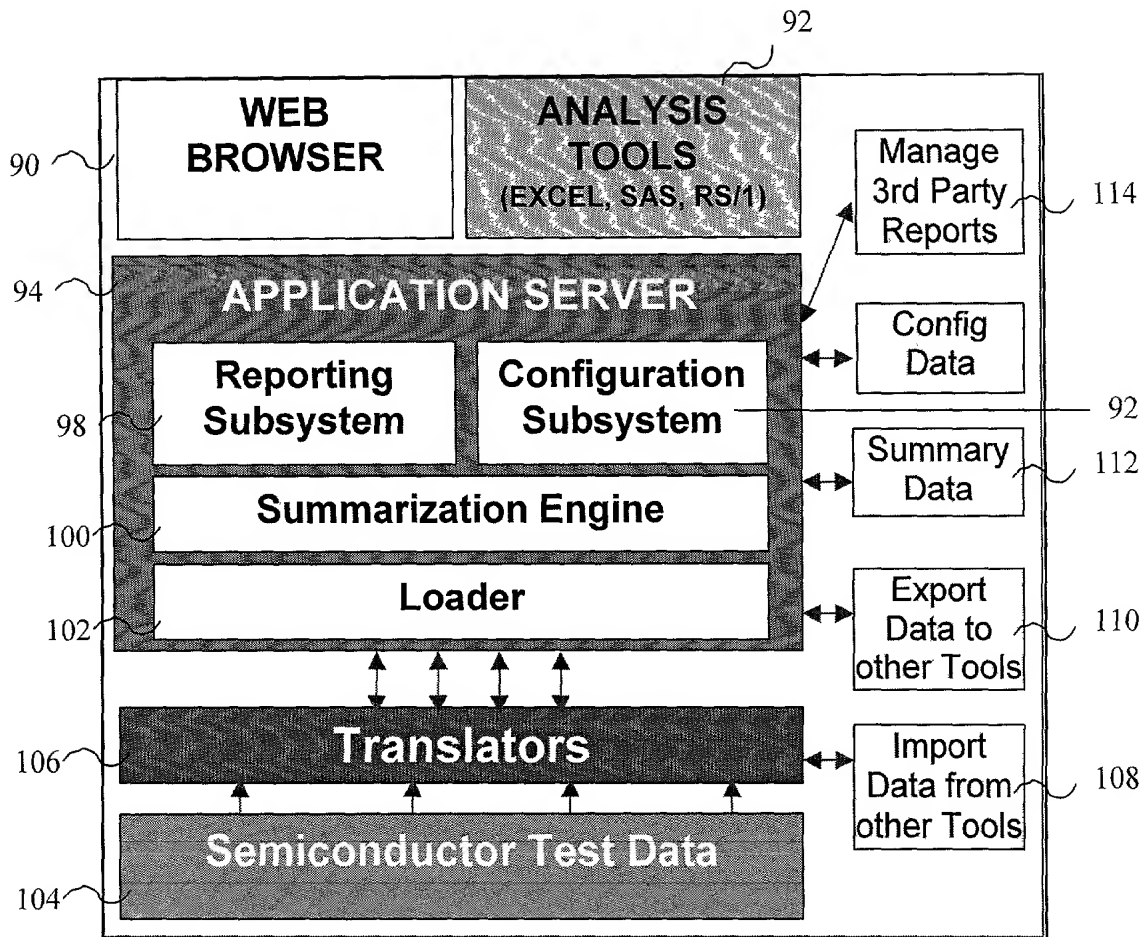 92
WEB
BROWSER
ANALYSIS
TOOLS
(EXCEL, SAS, RS/1)
90
Manage
3rd Party
Reports
114
94
APPLICATION SERVER
Config
Data
Reporting
Subsystem
Configuration
Subsystem
98
92
Summary
Data
112
Summarization Engine
100
Loader
102
Export
Data to
other Tools
110
Translators
106
Import
Data from
other Tools
108
Semiconductor Test Data
104